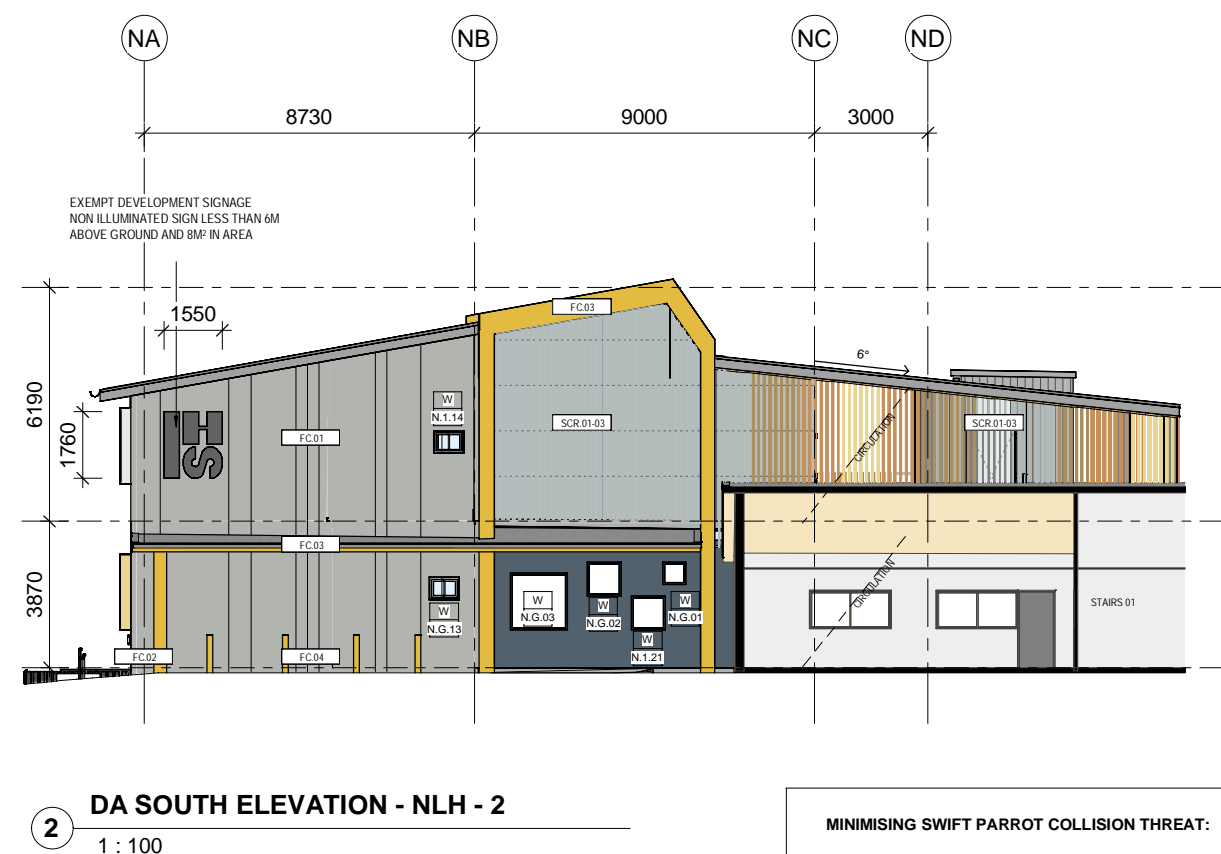 NA
NB
NC
ND
8730
9000
3000
EXEMPT DEVELOPMENT SIGNAGE
NON ILLUMINATED SIGN LESS THAN 6M
ABOVE GROUND AND 8M² IN AREA
1550
FC.03
6°
6190
1760
W
N.1.14
SCR.01-03
SCR.01-03
FC.01
HS
CIRCULATION
FC.03
3870
CIRCULATION
W
N.G.13
W
N.G.03
W
N.G.02
W
N.G.01
W
N.1.21
STAIRS 01
FC.02
FC.04
2
DA SOUTH ELEVATION - NLH - 2
1 : 100
MINIMISING SWIFT PARROT COLLISION THREAT: